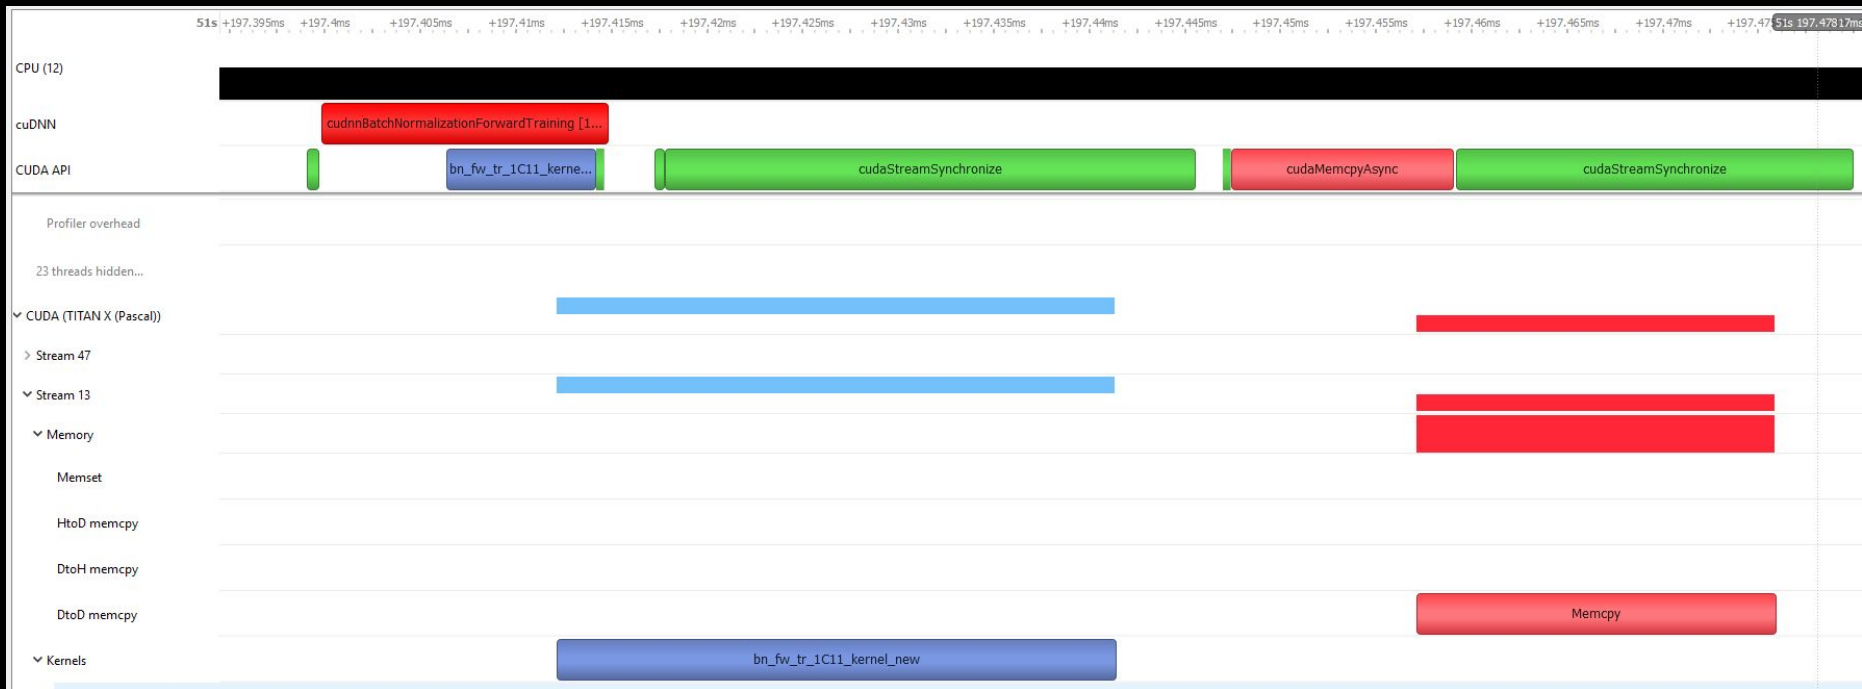 51s +197.395ms +197.4ms +197.405ms +197.41ms +197.415ms +197.42ms +197.425ms +197.43ms +197.435ms +197.44ms +197.445ms +197.45ms +197.455ms +197.46ms +197.465ms +197.47ms +197.47 51s 197.47817ms
CPU (12)
cuDNN cudnnBatchNormalizationForwardTraining [1...
CUDA API bn_fw_tr_1C11_kerne... cudaStreamSynchronize cudaMemcpyAsync cudaStreamSynchronize
Profiler overhead
23 threads hidden...
CUDA (TITAN X (Pascal))
Stream 47
Stream 13
Memory
Memset
HtoD memcpy
DtoH memcpy
DtoD memcpy Memcpy
Kernels bn_fw_tr_1C11_kernel_new